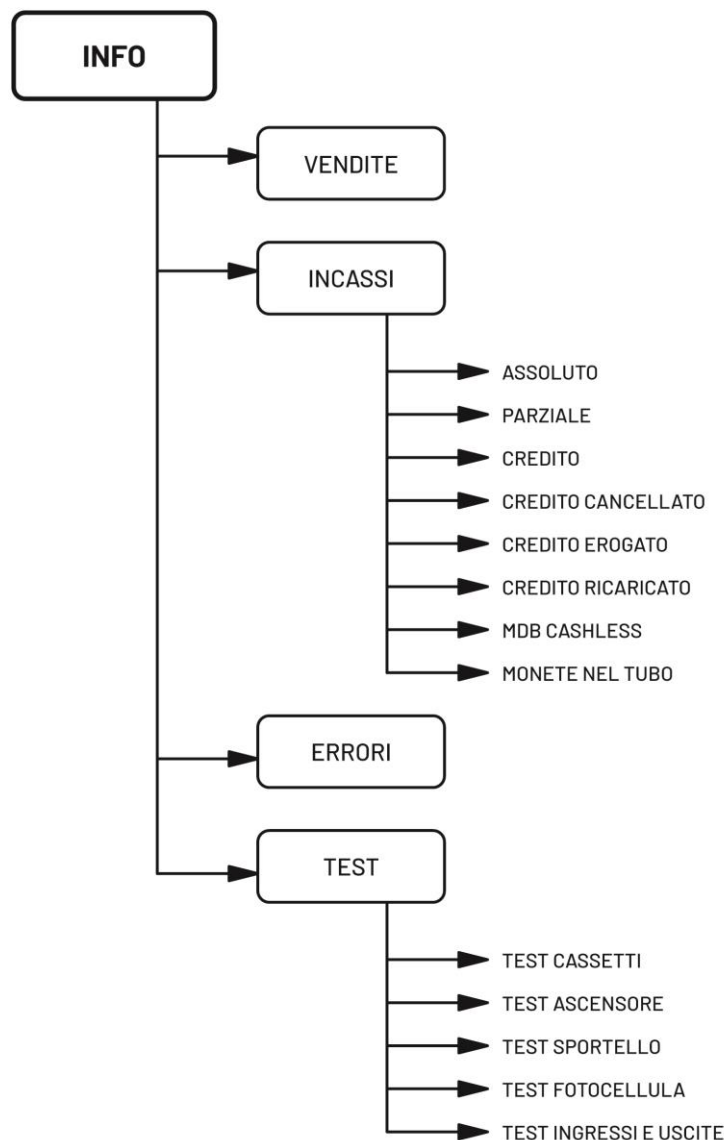 INFO
VENDITE
INCASSI
ASSOLUTO
PARZIALE
CREDITO
CREDITO CANCELLATO
CREDITO EROGATO
CREDITO RICARICATO
MDB CASHLESS
MONETE NEL TUBO
ERRORI
TEST
TEST CASSETTI
TEST ASCENSORE
TEST SPORTELLO
TEST FOTOCELLULA
TEST INGRESSI E USCITE